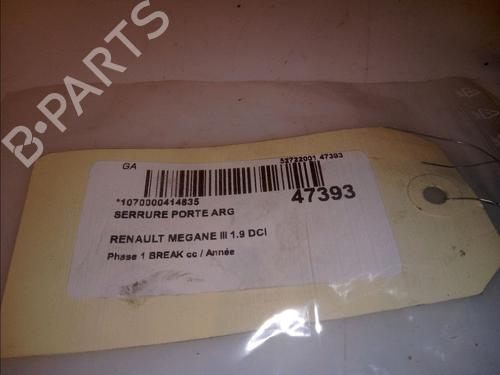 B-PARTS
GA
52722001 47393
*1070000414835
47393
SERRURE PORTE ARG
RENAULT MEGANE III 1.9 DCI
Phase 1 BREAK cc / Année